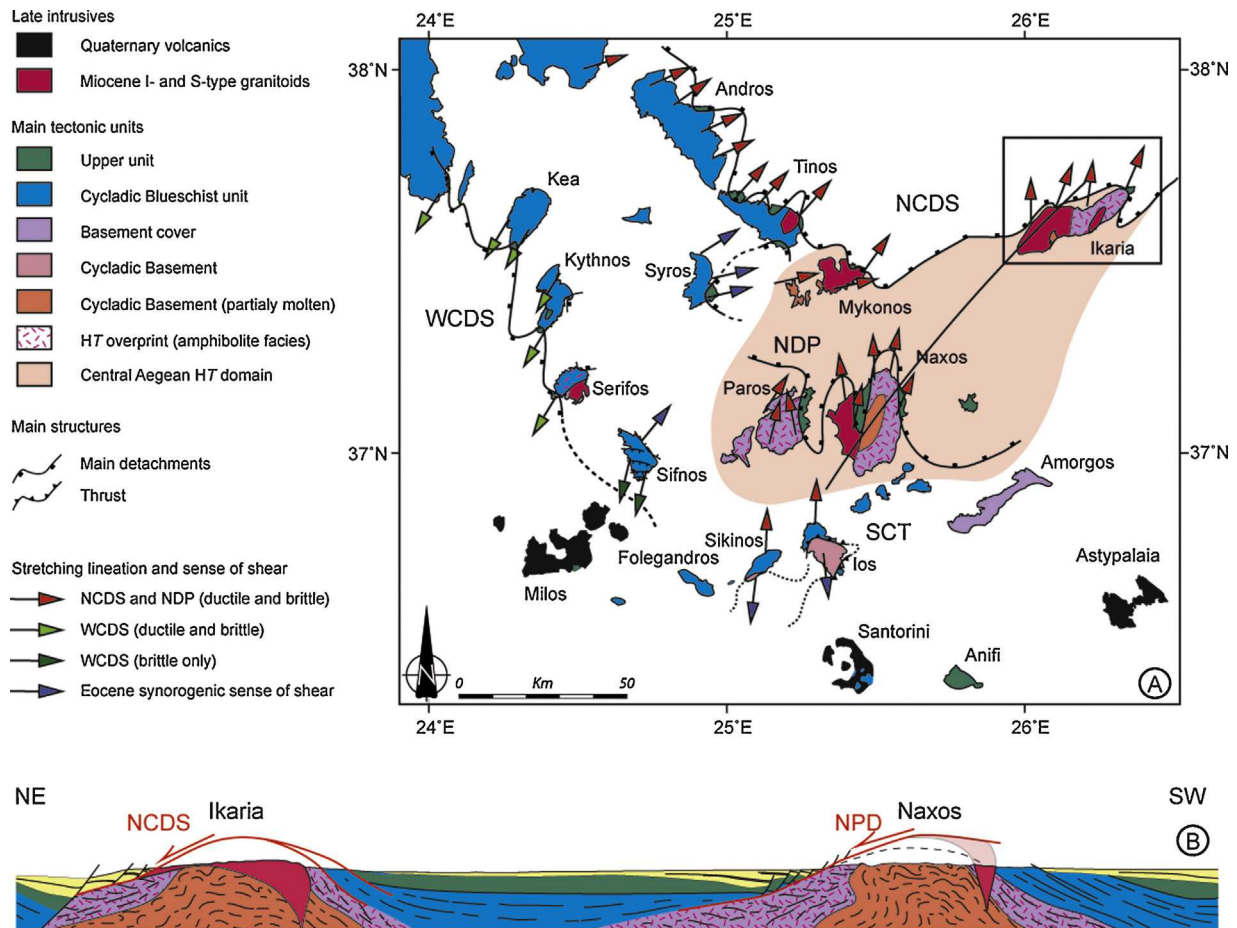 Late intrusives
Quaternary volcanics
Miocene I- and S-type granitoids
Main tectonic units
Upper unit
Cycladic Blueschist unit
Basement cover
Cycladic Basement
Cycladic Basement (partialy molten)
HT overprint (amphibolite facies)
Central Aegean HT domain
Main structures
Main detachments
Thrust
Stretching lineation and sense of shear
NCDS and NDP (ductile and brittle)
WCDS (ductile and brittle)
WCDS (brittle only)
Eocene synorogenic sense of shear
24°E 25°E 26°E
38°N 38°N
Andros
Tinos
Kea
NCDS
Ikaria
Kythnos
Syros
Mykonos
WCDS
NDP
Naxos
Serifos
Paros
37°N 37°N
Sifnos
Amorgos
SCT
Sikinos
Folegandros
Ios
Astypalaia
Milos
Santorini
Anifi
N
0 Km 50
A
24°E 25°E 26°E
NE SW
Ikaria Naxos
NCDS NPD
B